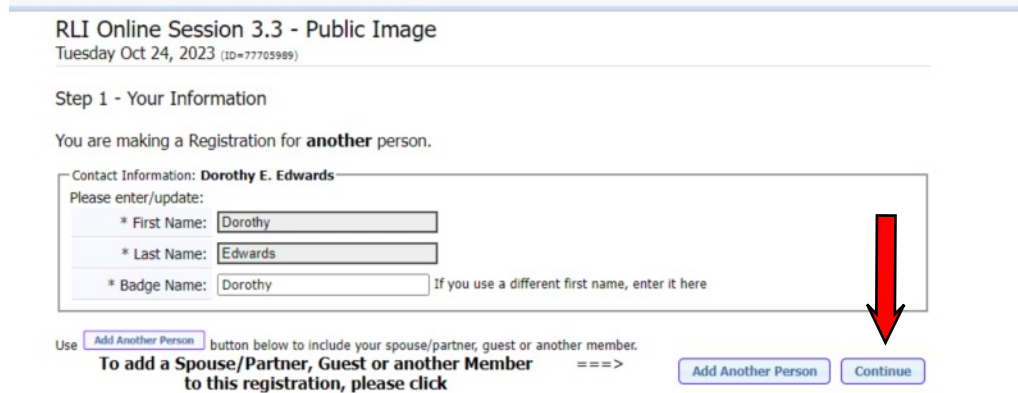 RLI Online Session 3.3 - Public Image
Tuesday Oct 24, 2023 (ID=77705989)
Step 1 - Your Information
You are making a Registration for another person.
Contact Information: Dorothy E. Edwards
Please enter/update:
* First Name: Dorothy
* Last Name: Edwards
* Badge Name: Dorothy If you use a different first name, enter it here
Use Add Another Person button below to include your spouse/partner, guest or another member.
To add a Spouse/Partner, Guest or another Member ===>
to this registration, please click
Add Another Person Continue